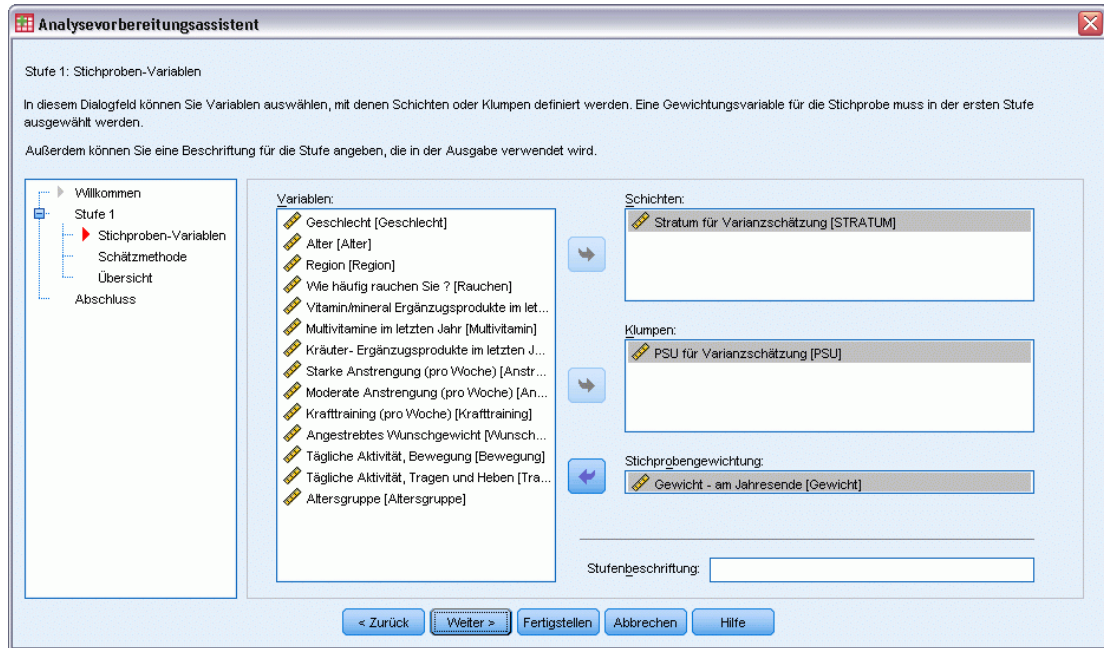 Analysevorbereitungsassistent
Stufe 1: Stichproben-Variablen
In diesem Dialogfeld können Sie Variablen auswählen, mit denen Schichten oder Klumpen definiert werden. Eine Gewichtungsvariable für die Stichprobe muss in der ersten Stufe
ausgewählt werden.
Außerdem können Sie eine Beschriftung für die Stufe angeben, die in der Ausgabe verwendet wird.
Willkommen
Stufe 1
Stichproben-Variablen
Schätzmethode
Übersicht
Abschluss
Variablen:
Geschlecht [Geschlecht]
Alter [Alter]
Region [Region]
Wie häufig rauchen Sie ? [Rauchen]
Vitamin/mineral Ergänzugsprodukte im let...
Multivitamine im letzten Jahr [Multivitamin]
Kräuter- Ergänzugsprodukte im letzten J...
Starke Anstrengung (pro Woche) [Anstr...
Moderate Anstrengung (pro Woche) [An...
Krafttraining (pro Woche) [Krafttraining]
Angestrebtes Wunschgewicht [Wunsch...
Tägliche Aktivität, Bewegung [Bewegung]
Tägliche Aktivität, Tragen und Heben [Tra...
Altersgruppe [Altersgruppe]
Schichten:
Stratum für Varianzschätzung [STRATUM]
Klumpen:
PSU für Varianzschätzung [PSU]
Stichprobengewichtung:
Gewicht - am Jahresende [Gewicht]
Stufenbeschriftung:
< Zurück
Weiter >
Fertigstellen
Abbrechen
Hilfe